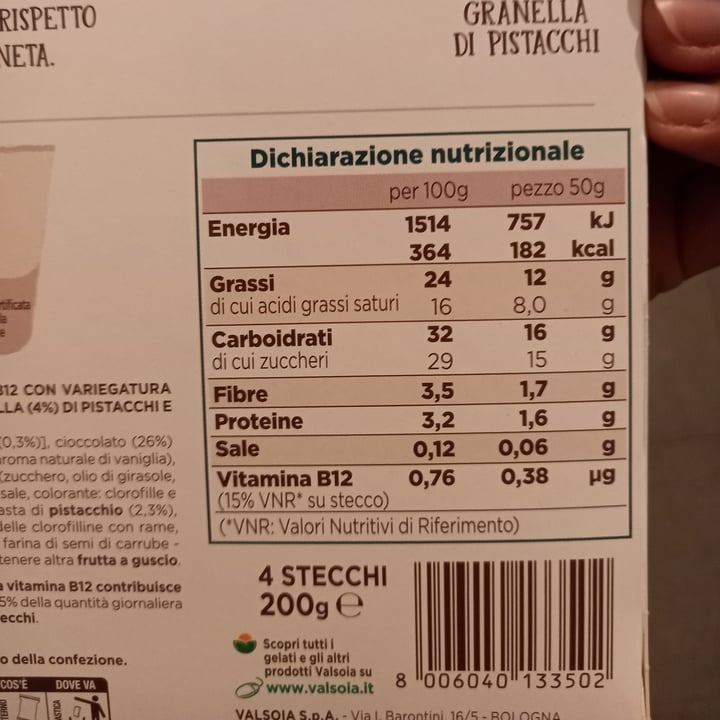 RISPETTO
NETA.
GRANELLA
DI PISTACCHI
Dichiarazione nutrizionale
per 100g pezzo 50g
Energia 1514 757 kJ
364 182 kcal
Grassi 24 12 g
di cui acidi grassi saturi 16 8,0 g
Carboidrati 32 16 g
di cui zuccheri 29 15 g
Fibre 3,5 1,7 g
Proteine 3,2 1,6 g
Sale 0,12 0,06 g
Vitamina B12 0,76 0,38 µg
(15% VNR* su stecco)
(*VNR: Valori Nutritivi di Riferimento)
B12 CON VARIEGATURA
LLA (4%) DI PISTACCHI E
(0,3%)], cioccolato (26%)
roma naturale di vaniglia),
(zucchero, olio di girasole,
sale, colorante: clorofille e
asta di pistacchio (2,3%),
delle clorofilline con rame,
farina di semi di carrube -
tenere altra frutta a guscio.
a vitamina B12 contribuisce
5% della quantità giornaliera
ecchi.
o della confezione.
COS'È DOVE VA
4 STECCHI
200g ℮
Scopri tutti i
gelati e gli altri
prodotti Valsoia su
www.valsoia.it
8 006040 133502
VALSOIA S.p.A. - Via I. Barontini, 16/5 - BOLOGNA